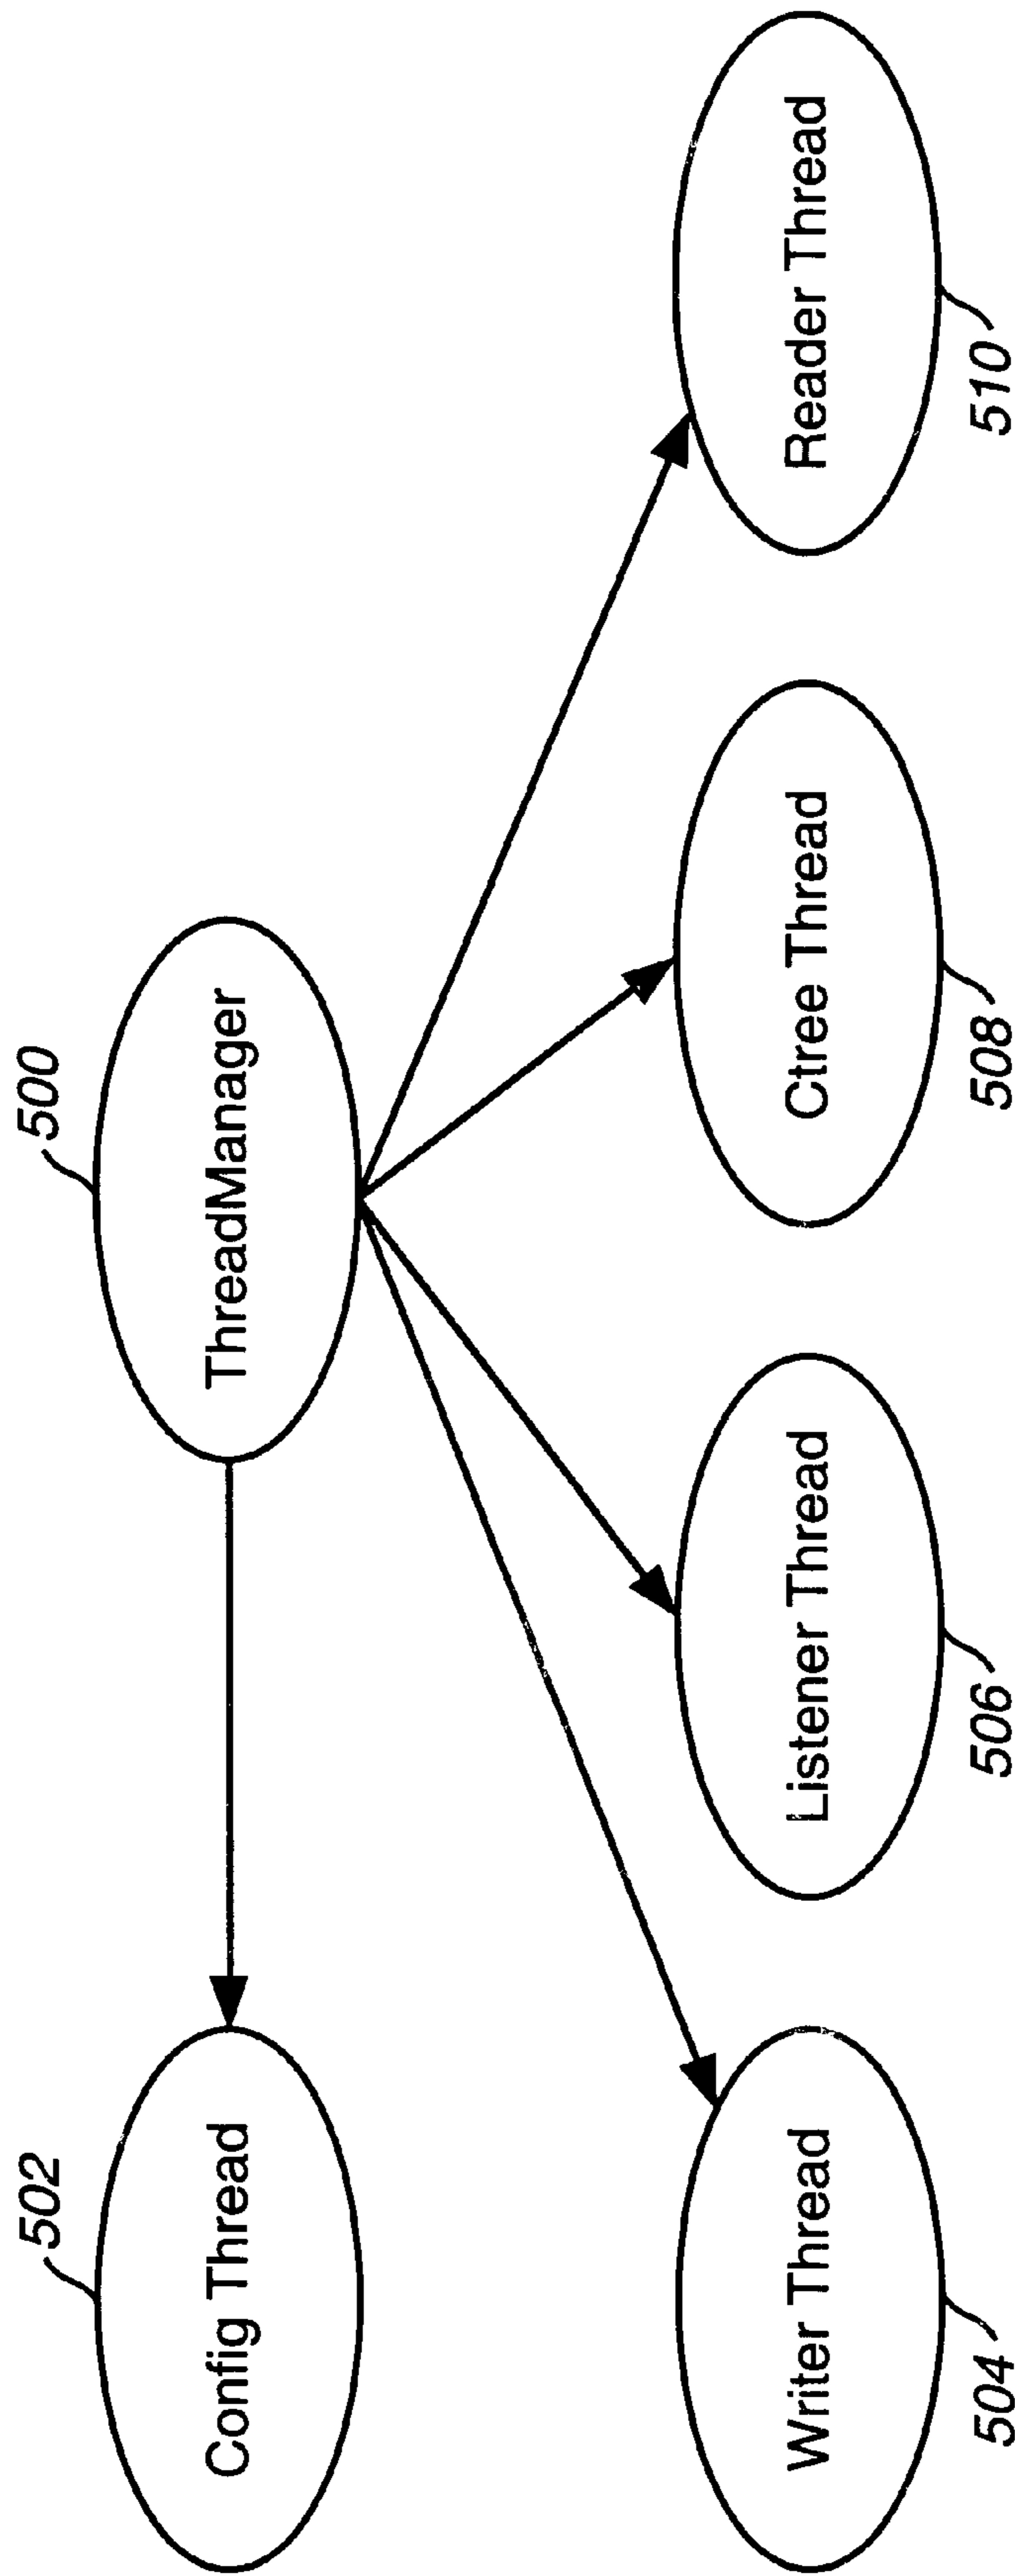 502
500
Config Thread
ThreadManager
Writer Thread
Listener Thread
Ctree Thread
Reader Thread
504
506
508
510